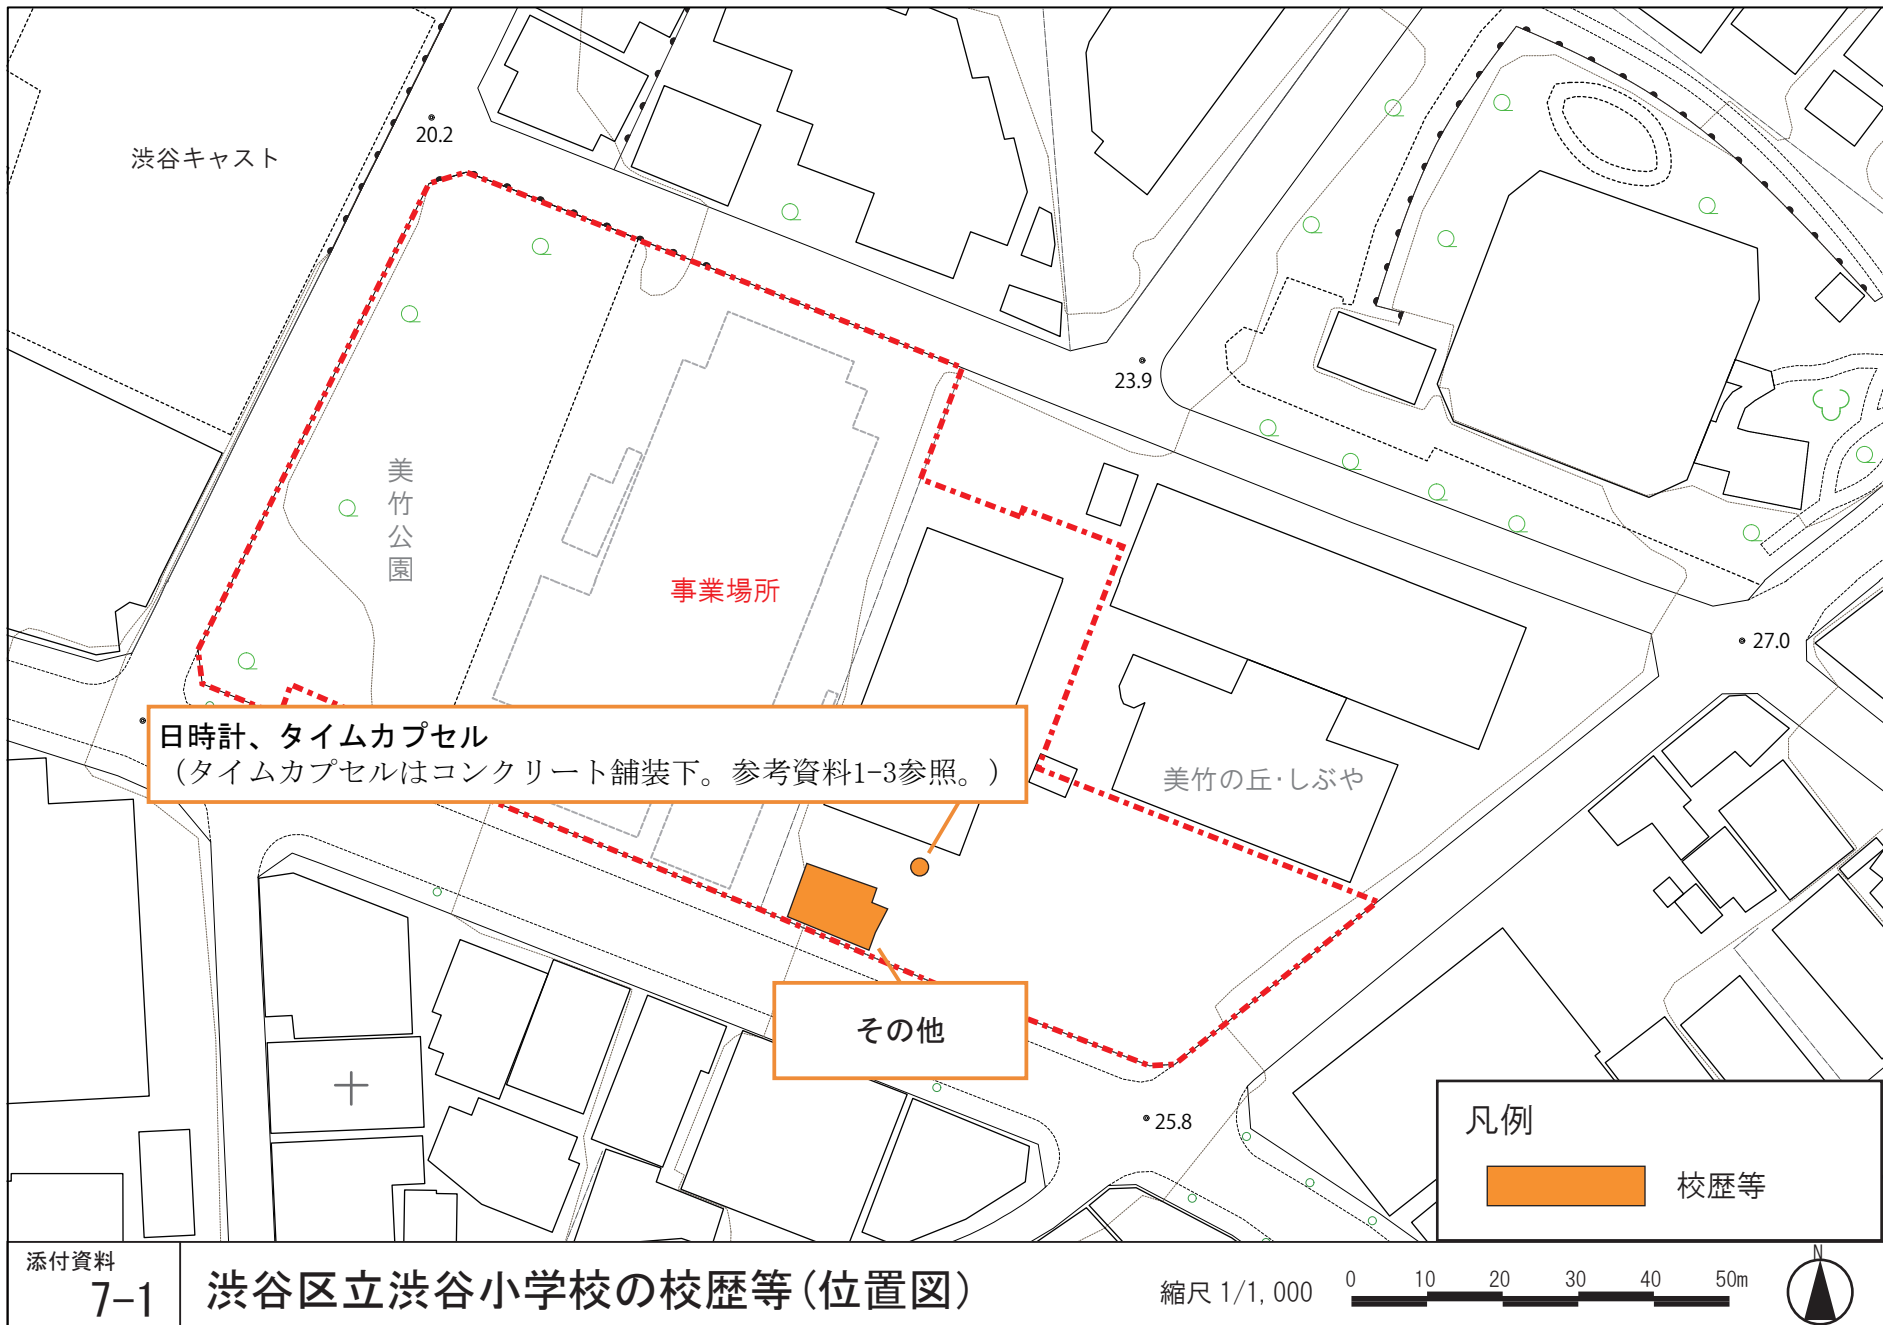 渋谷キャスト
20.2
23.9
美竹公園
事業場所
27.0
日時計、タイムカプセル
（タイムカプセルはコンクリート舗装下。参考資料1-3参照。）
美竹の丘・しぶや
その他
25.8
凡例
校歴等
添付資料
7-1
渋谷区立渋谷小学校の校歴等(位置図)
縮尺 1/1,000
0 10 20 30 40 50m
N